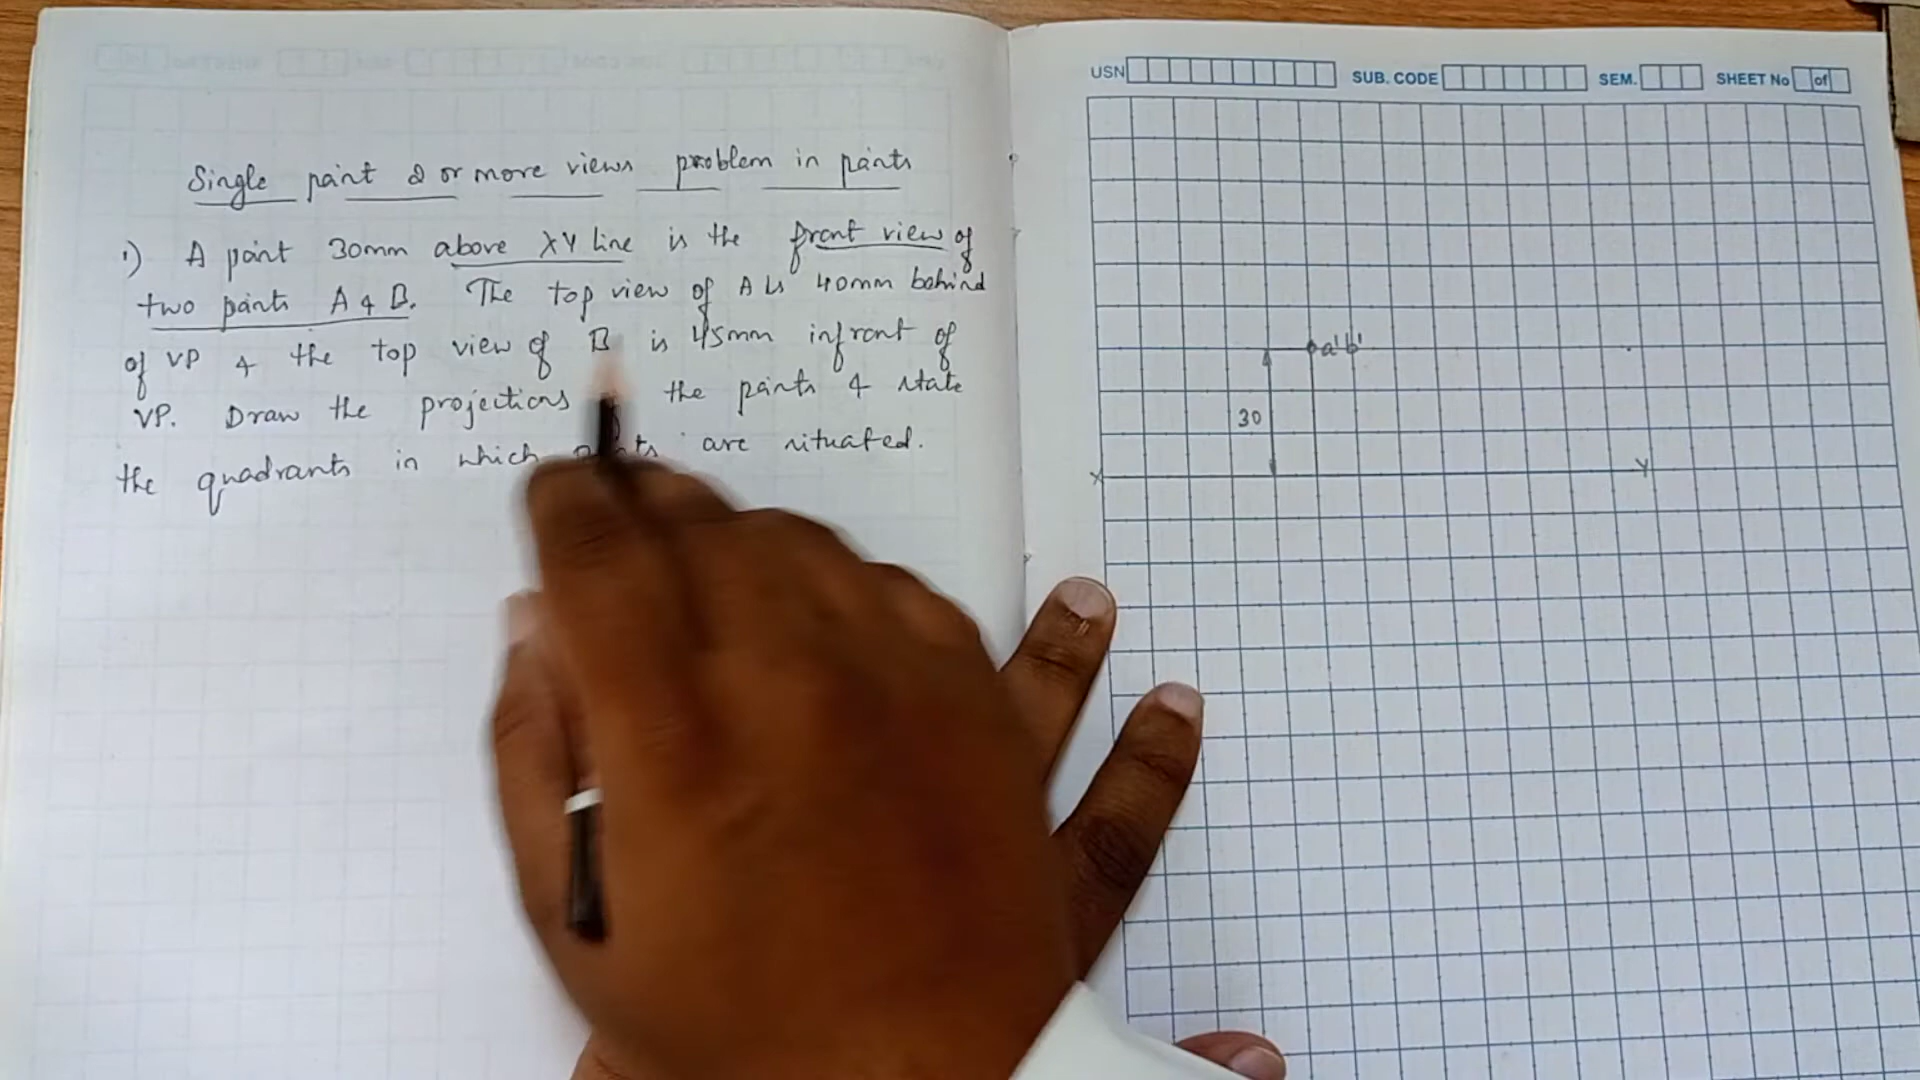 Single point 2 or more views problem in points
1) A point 30mm above XY line is the front view of
two points A & B. The top view of A is 40mm behind
of VP & the top view of B is 45mm infront of
VP. Draw the projections the points & state
the quadrants in which are situated.
USN SUB. CODE SEM. SHEET No of
a'b'
30
X Y